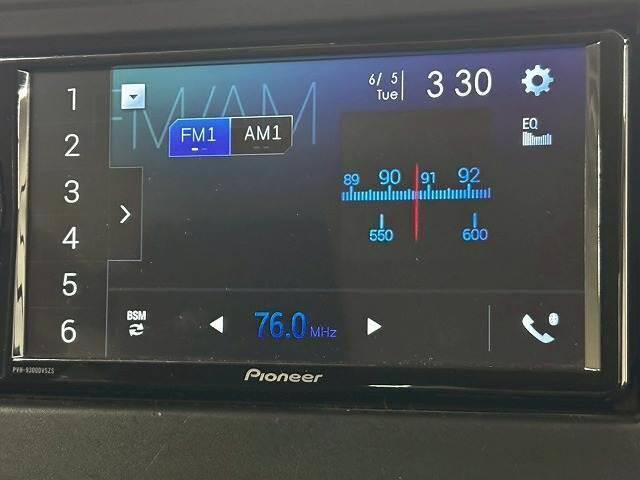 FM/AM
6/ 5
Tue
3 30
1
2
3
4
5
6
FM1
AM1
EQ
89 90 91 92
550 600
BSM
76.0 MHz
Pioneer